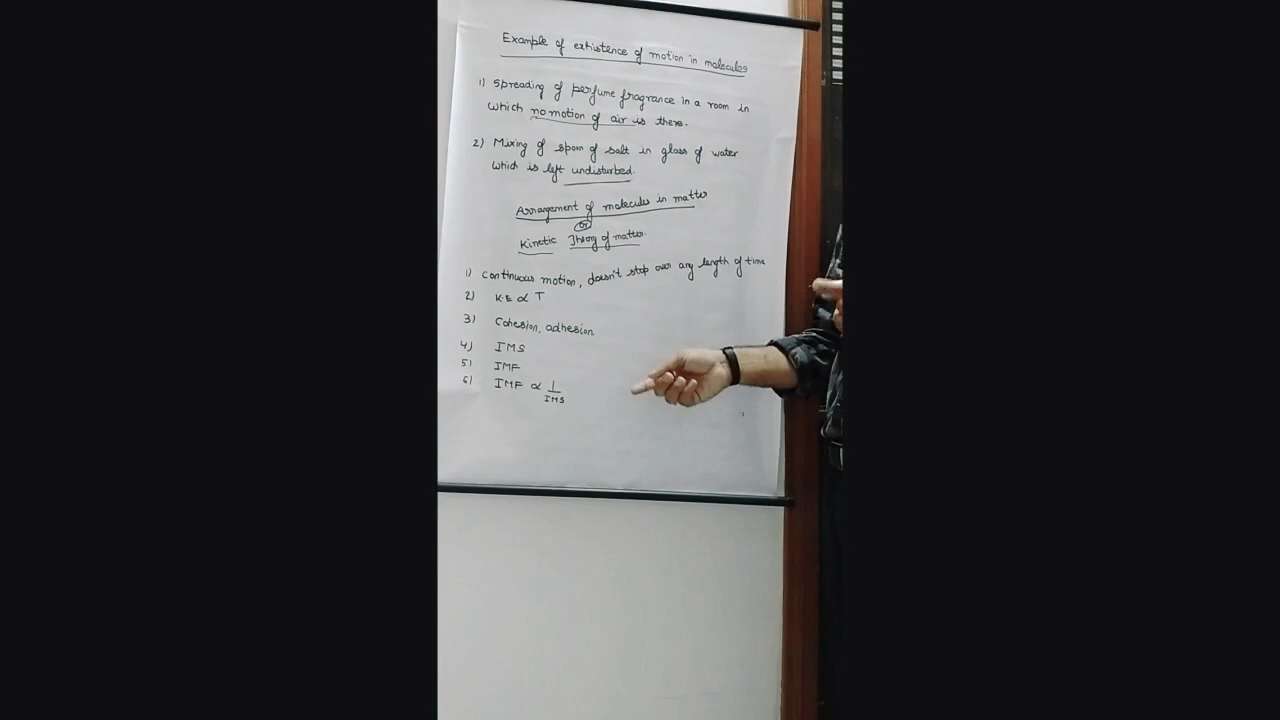 Example of exhistence of motion in molecules
1) Spreading of perfume fragrance in a room in
which no motion of air is there.
2) Mixing of spoon of salt in glass of water
which is left undisturbed.
Arrangement of molecules in matter
or
Kinetic Theory of matter.
1) Continuous motion, doesn't stop over any length of time
2) K.E ∝ T
3) Cohesion, adhesion.
4) IMS
5) IMF
6) IMF ∝ 1/IMS